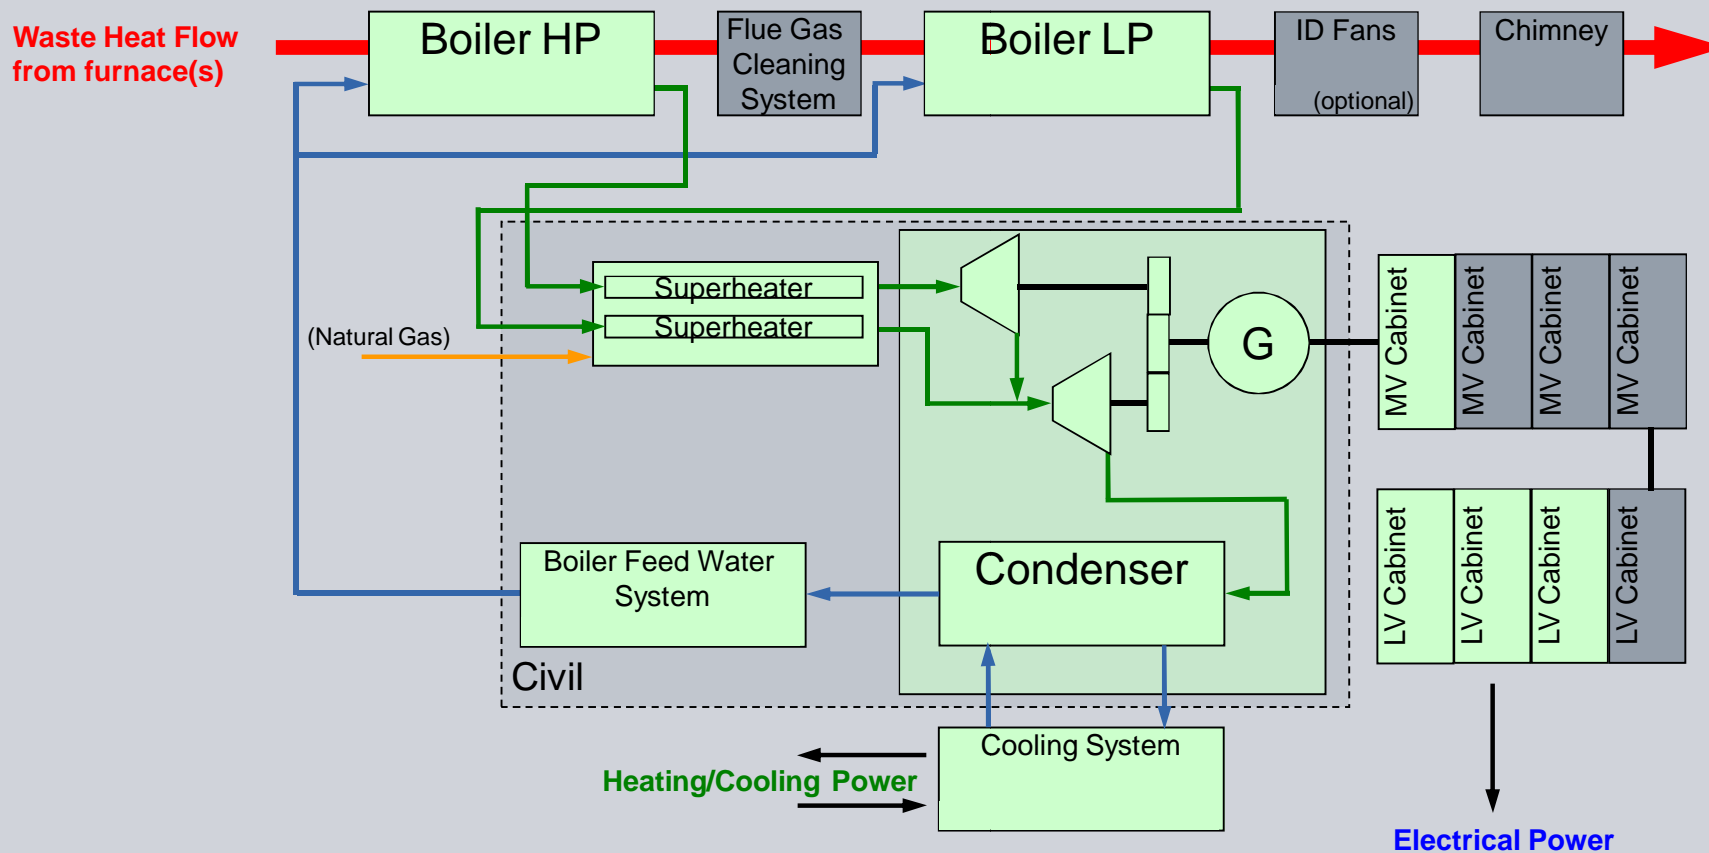 Waste Heat Flow
from furnace(s)
Boiler HP
Flue Gas
Cleaning
System
Boiler LP
ID Fans
(optional)
Chimney
Superheater
Superheater
(Natural Gas)
G
MV Cabinet
MV Cabinet
MV Cabinet
MV Cabinet
LV Cabinet
LV Cabinet
LV Cabinet
LV Cabinet
Boiler Feed Water
System
Condenser
Civil
Cooling System
Heating/Cooling Power
Electrical Power